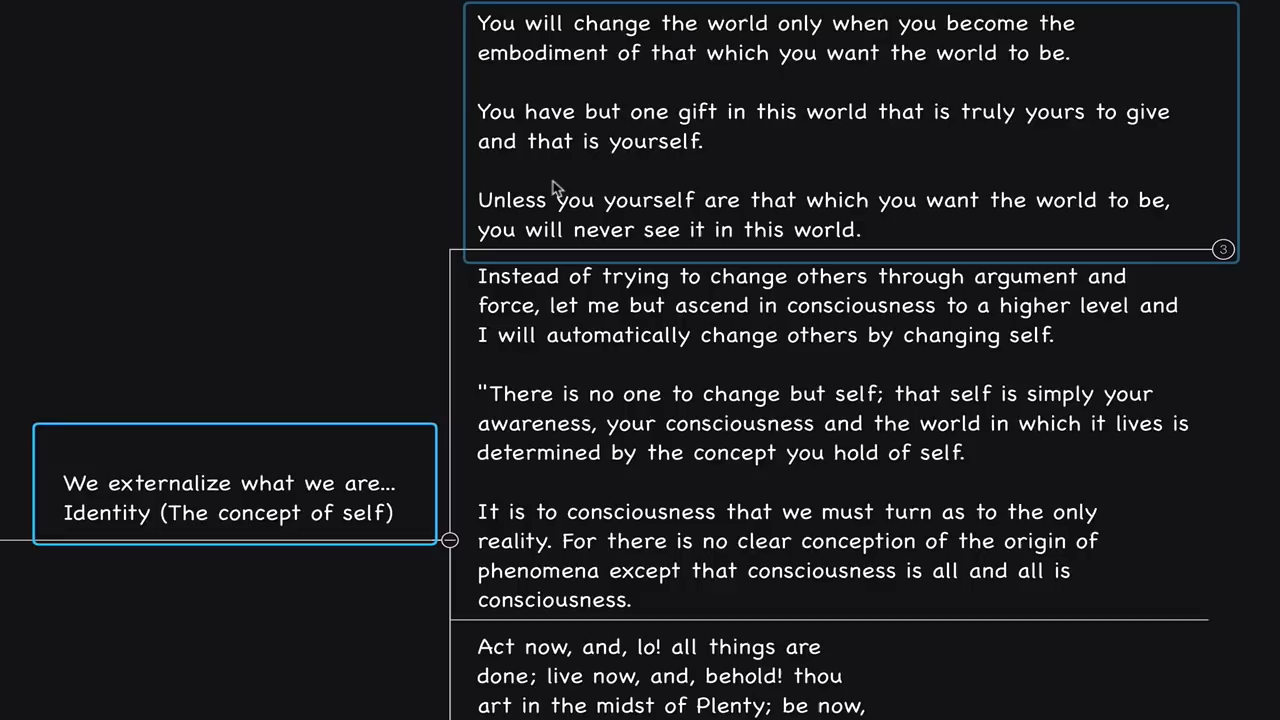 You will change the world only when you become the
embodiment of that which you want the world to be.
You have but one gift in this world that is truly yours to give
and that is yourself.
Unless you yourself are that which you want the world to be,
you will never see it in this world.
3
Instead of trying to change others through argument and
force, let me but ascend in consciousness to a higher level and
I will automatically change others by changing self.
"There is no one to change but self; that self is simply your
awareness, your consciousness and the world in which it lives is
determined by the concept you hold of self.
It is to consciousness that we must turn as to the only
reality. For there is no clear conception of the origin of
phenomena except that consciousness is all and all is
consciousness.
We externalize what we are...
Identity (The concept of self)
Act now, and, lo! all things are
done; live now, and, behold! thou
art in the midst of Plenty; be now,